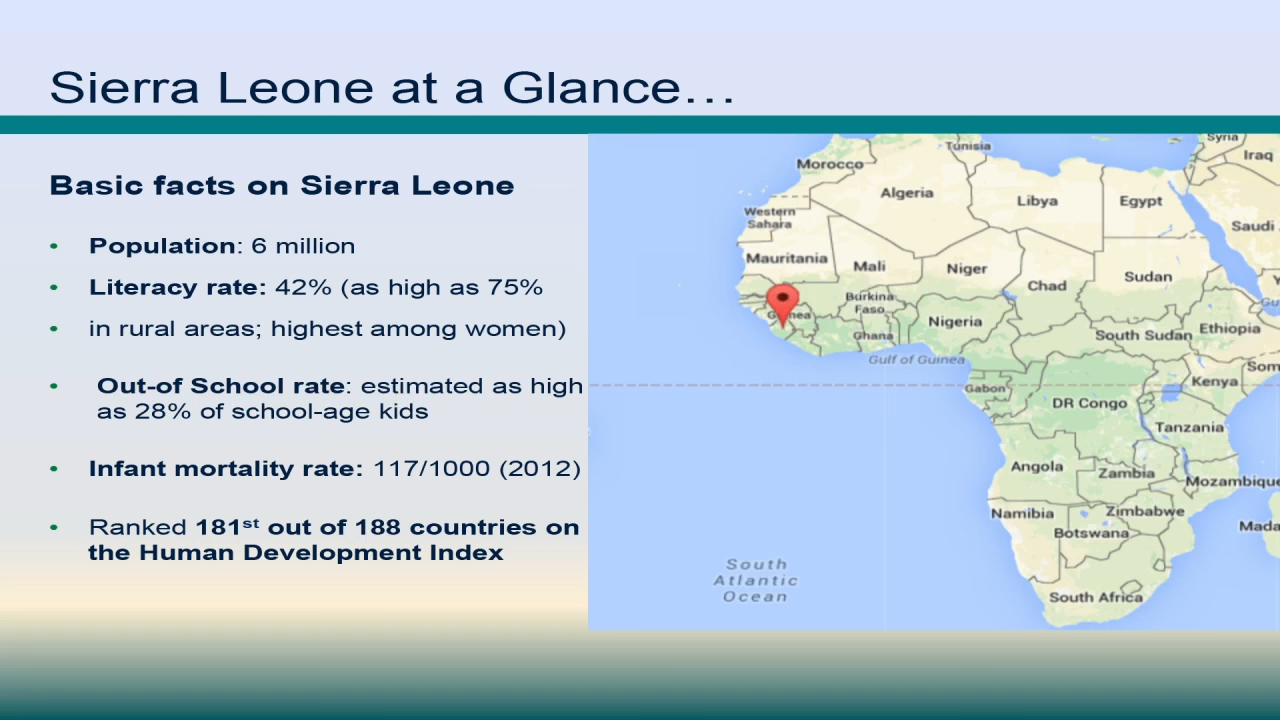 Sierra Leone at a Glance…
Basic facts on Sierra Leone
• Population: 6 million
• Literacy rate: 42% (as high as 75%
• in rural areas; highest among women)
• Out-of School rate: estimated as high
as 28% of school-age kids
• Infant mortality rate: 117/1000 (2012)
• Ranked 181st out of 188 countries on
the Human Development Index
Syria
Tunisia
Iraq
Morocco
Algeria
Libya
Egypt
Western
Sahara
Saudi
Mauritania
Mali
Niger
Chad
Sudan
Y
Burkina
Faso
Gu
Nigeria
Ghana
South Sudan
Ethiopia
Gulf of Guinea
Som
Gabon
Kenya
DR Congo
Tanzania
Angola
Zambia
Mozambique
Namibia
Zimbabwe
Botswana
Mada
South
Atlantic
Ocean
South Africa